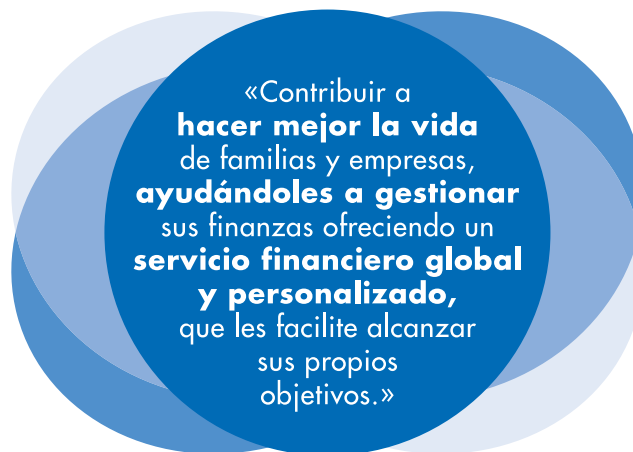 «Contribuir a
hacer mejor la vida
de familias y empresas,
ayudándoles a gestionar
sus finanzas ofreciendo un
servicio financiero global
y personalizado,
que les facilite alcanzar
sus propios
objetivos.»